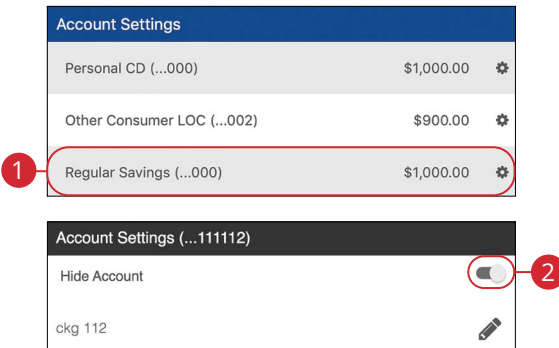 Account Settings
Personal CD (...000) $1,000.00
Other Consumer LOC (...002) $900.00
1 Regular Savings (...000) $1,000.00
Account Settings (...111112)
Hide Account 2
ckg 112